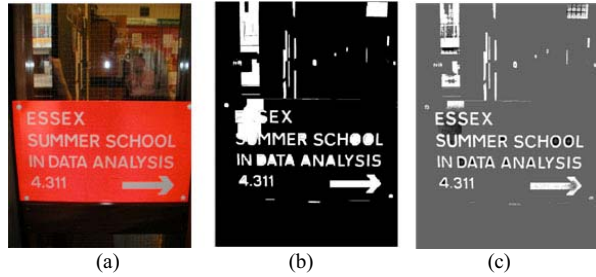 ESSEX
SUMMER SCHOOL
IN DATA ANALYSIS
4.311
ESSEX
SUMMER SCHOOL
IN DATA ANALYSIS
4.311
ESSEX
SUMMER SCHOOL
IN DATA ANALYSIS
4.311
(a)
(b)
(c)